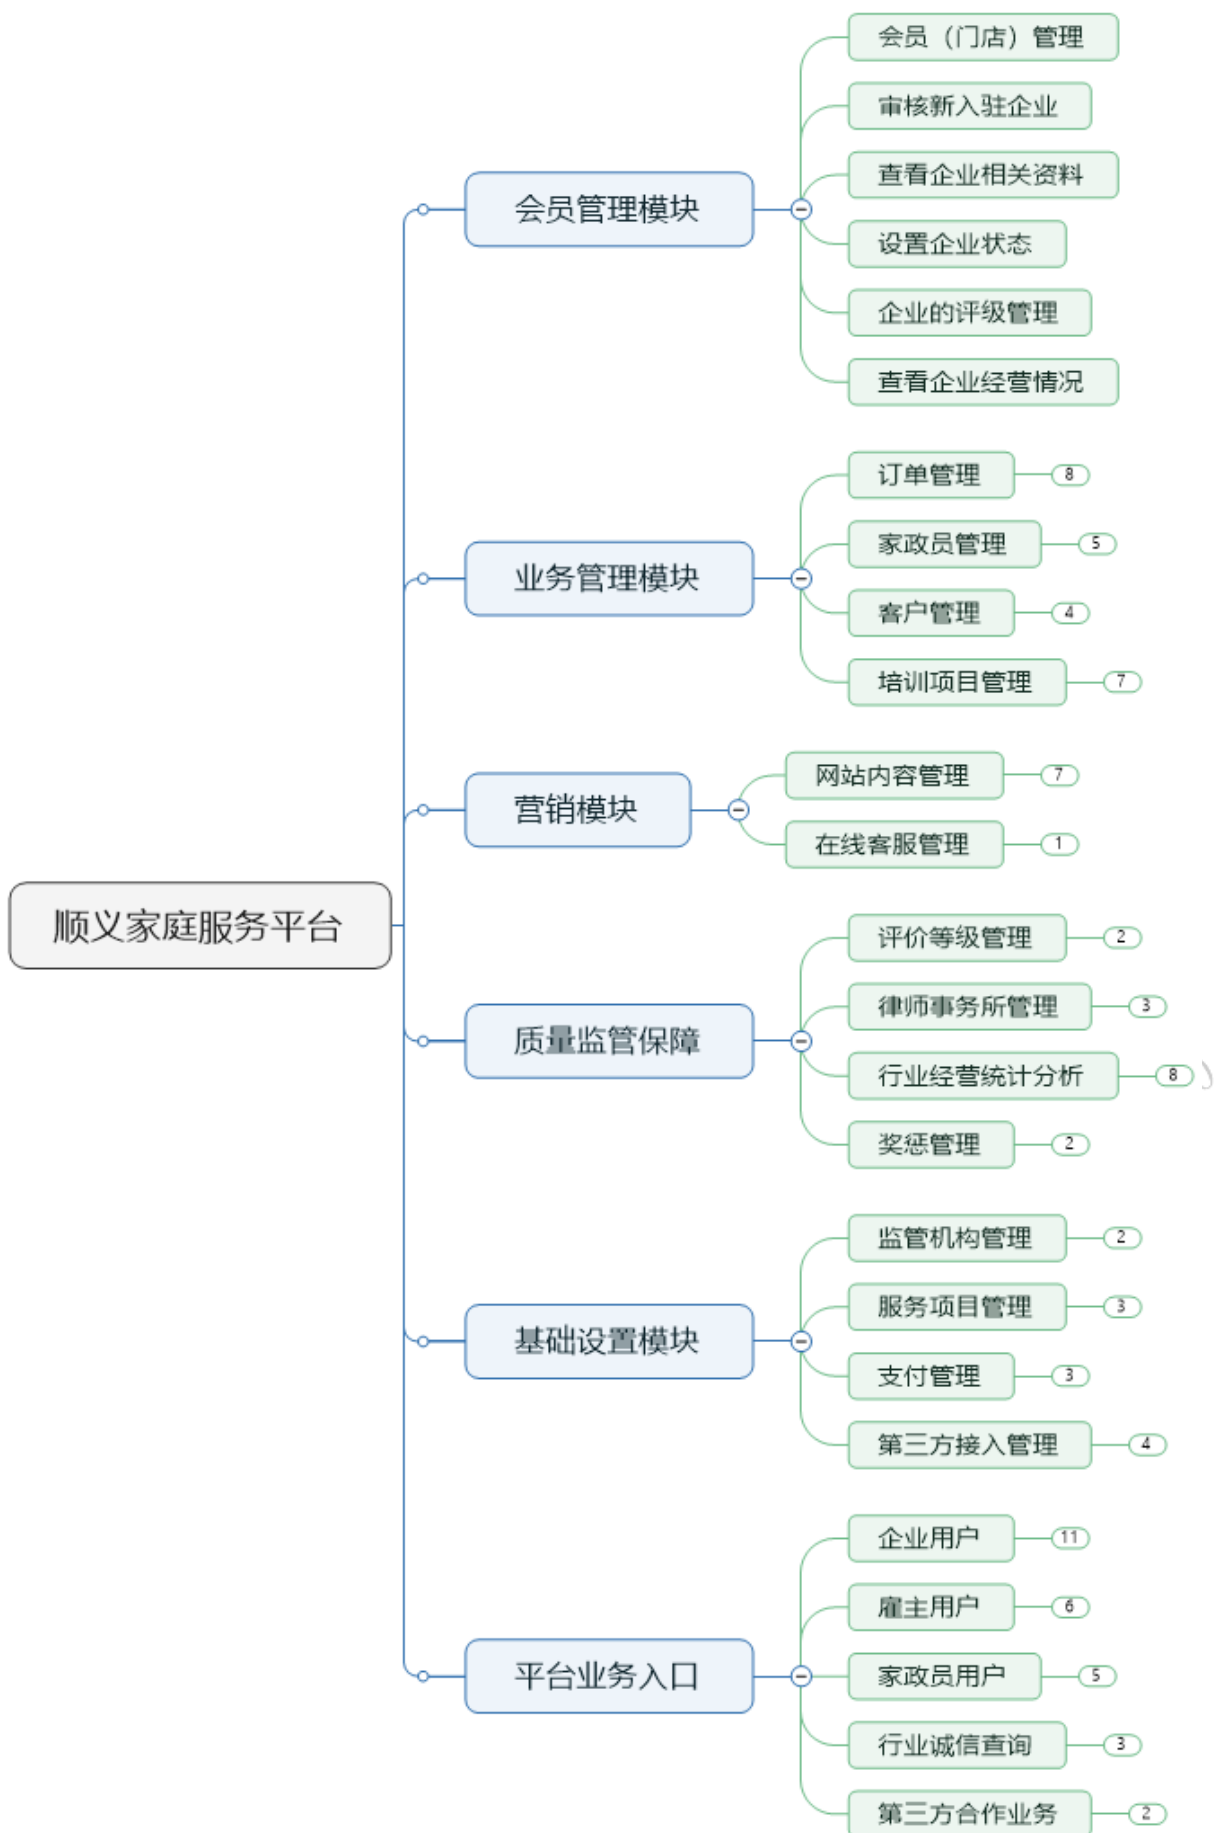 顺义家庭服务平台
会员管理模块
会员（门店）管理
审核新入驻企业
查看企业相关资料
设置企业状态
企业的评级管理
查看企业经营情况
业务管理模块
订单管理 8
家政员管理 5
客户管理 4
培训项目管理 7
营销模块
网站内容管理 7
在线客服管理 1
质量监管保障
评价等级管理 2
律师事务所管理 3
行业经营统计分析 8
奖惩管理 2
基础设置模块
监管机构管理 2
服务项目管理 3
支付管理 3
第三方接入管理 4
平台业务入口
企业用户 11
雇主用户 6
家政员用户 5
行业诚信查询 3
第三方合作业务 2